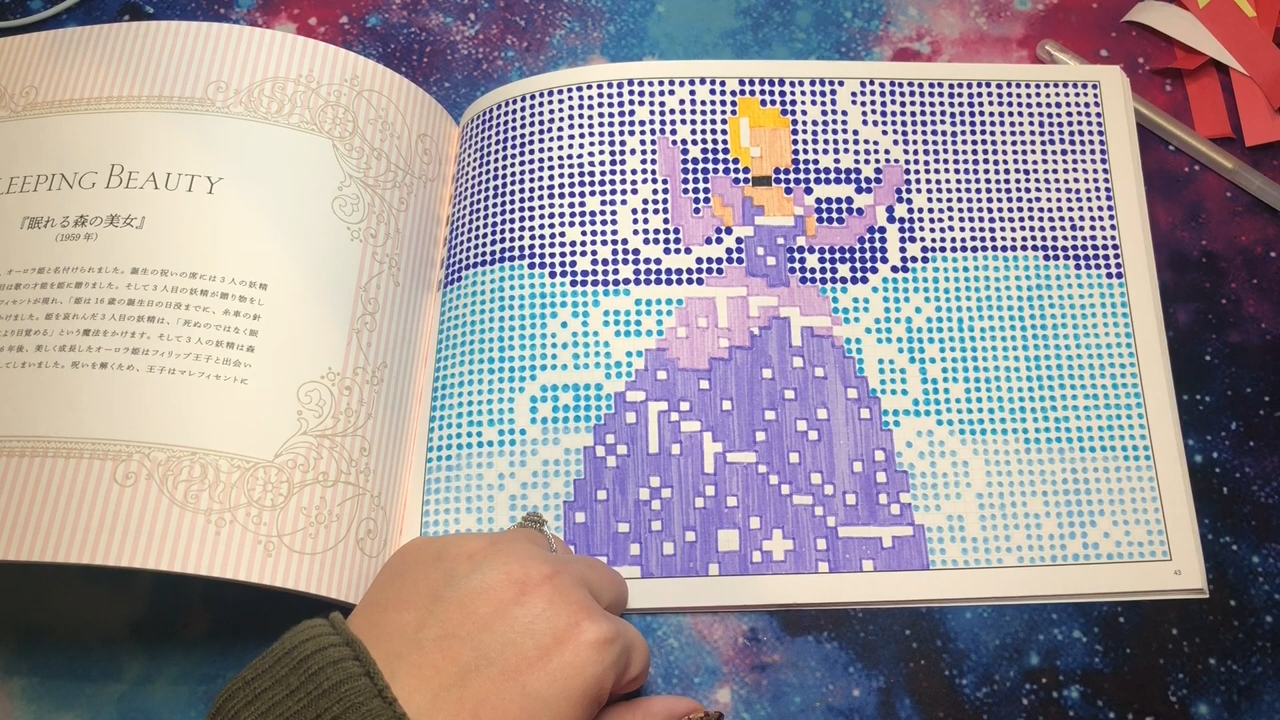 LEEPING BEAUTY
『眠れる森の美女』
(1959 年)
、オーロラ姫と名付けられました。誕生の祝いの席には 3 人の妖精
目は歌の才能を姫に贈りました。そして 3 人目の妖精が贈り物をし
フィセントが現れ、「姫は 16 歳の誕生日の日没までに、糸車の針
かけました。姫を哀れんだ 3 人目の妖精は、「死ぬのではなく眠
により目覚める」という魔法をかけます。そして 3 人の妖精は森
6 年後、美しく成長したオーロラ姫はフィリップ王子と出会い
してしまいました。呪いを解くため、王子はマレフィセントに
43